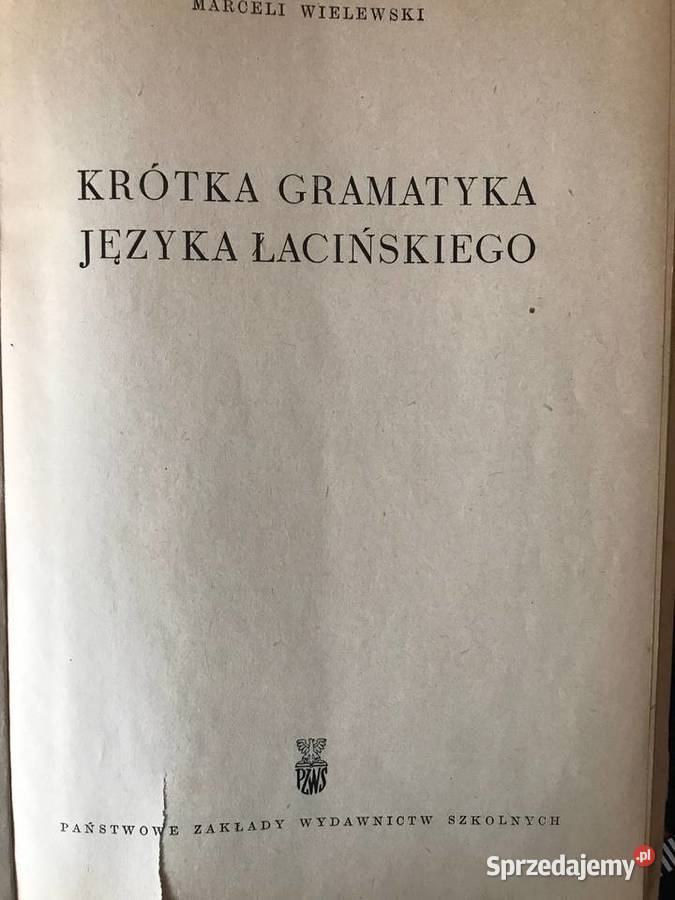 MARCELI WIELEWSKI
KRÓTKA GRAMATYKA
JĘZYKA ŁACIŃSKIEGO
PZWS
PAŃSTWOWE ZAKŁADY WYDAWNICTW SZKOLNYCH
Sprzedajemy.pl